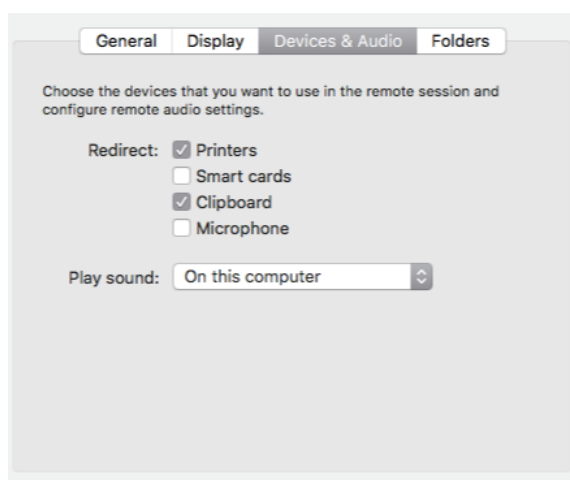 General Display Devices & Audio Folders
Choose the devices that you want to use in the remote session and
configure remote audio settings.
Redirect: Printers
Smart cards
Clipboard
Microphone
Play sound: On this computer